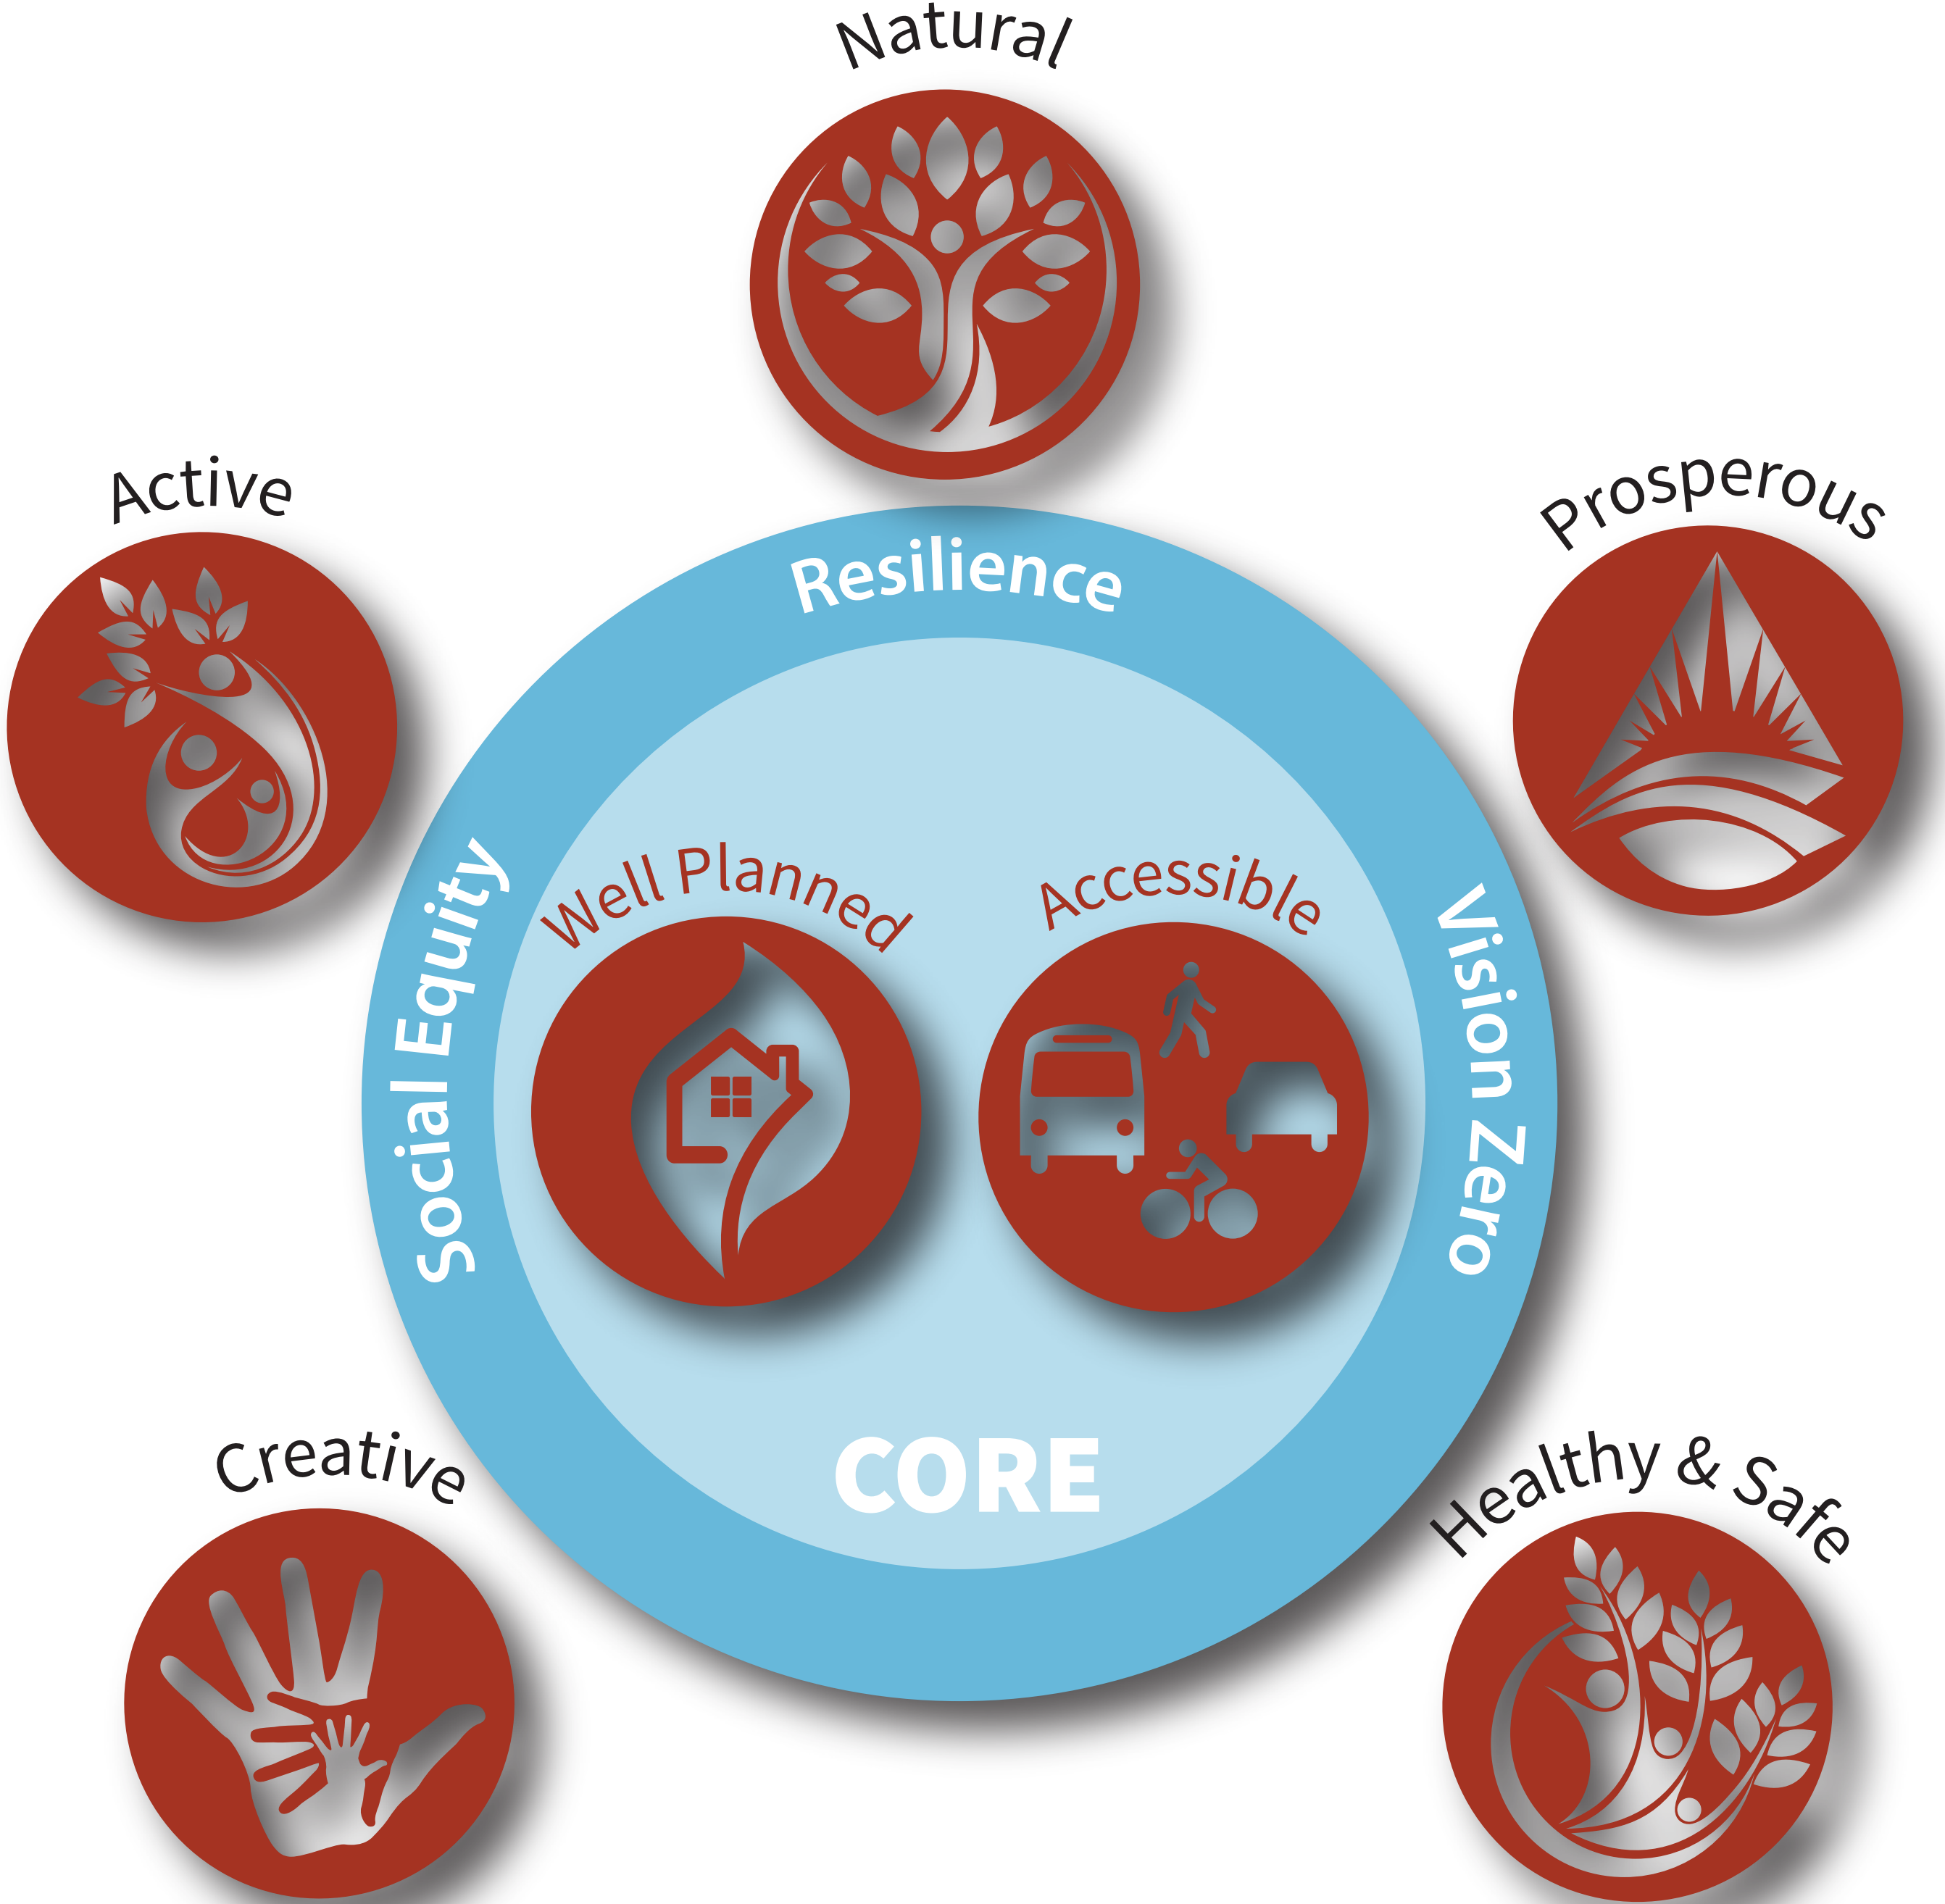 Natural
Active
Prosperous
Resilience
Social Equity
Vision Zero
Well Planned
Accessible
CORE
Creative
Healthy & Safe